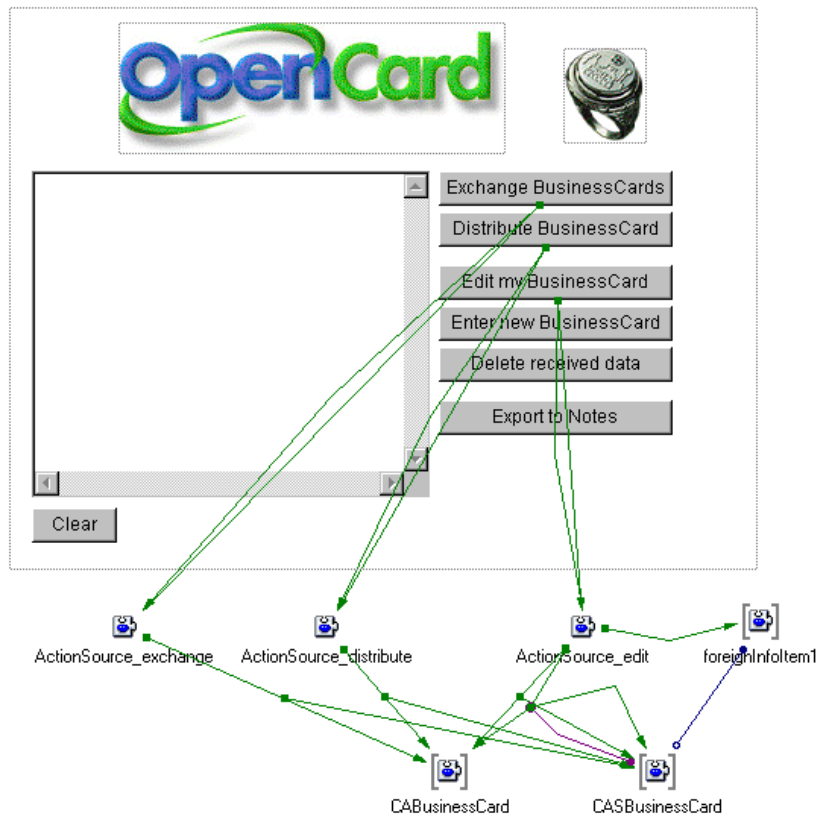 OpenCard
Exchange BusinessCards
Distribute BusinessCard
Edit my BusinessCard
Enter new BusinessCard
Delete received data
Export to Notes
Clear
ActionSource_exchange
ActionSource_distribute
ActionSource_edit
foreignInfoItem1
CABusinessCard
CASBusinessCard